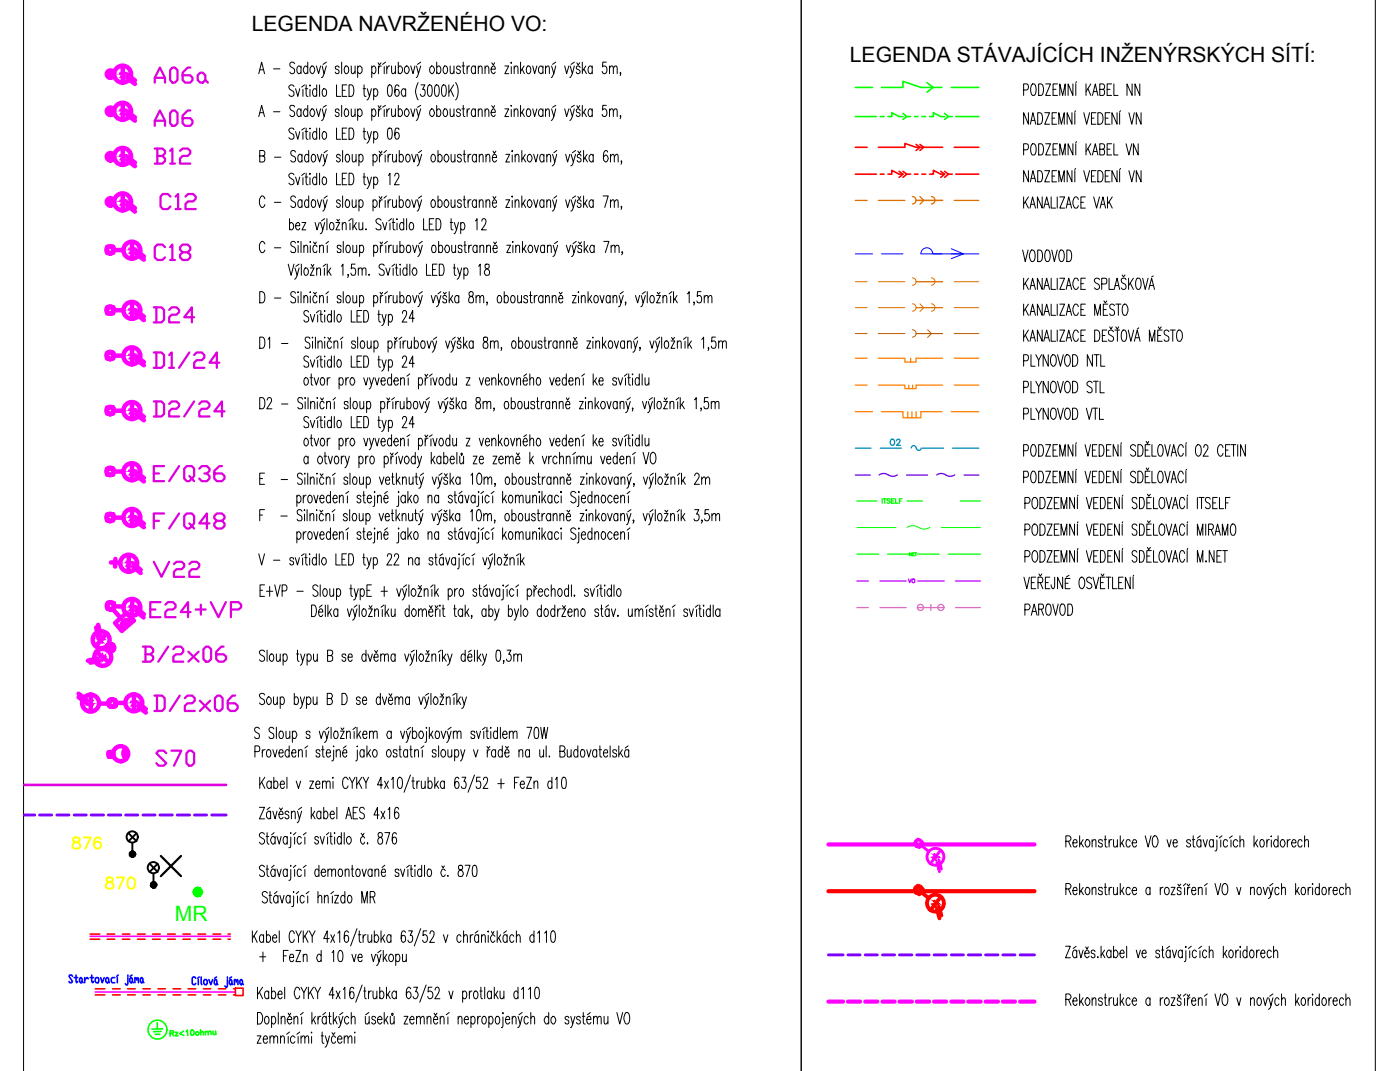 LEGENDA NAVRŽENÉHO VO:
A06a
A – Sadový sloup přírubový oboustranně zinkovaný výška 5m,
Svítidlo LED typ 06a (3000K)
A06
A – Sadový sloup přírubový oboustranně zinkovaný výška 5m,
Svítidlo LED typ 06
B12
B – Sadový sloup přírubový oboustranně zinkovaný výška 6m,
Svítidlo LED typ 12
C12
C – Sadový sloup přírubový oboustranně zinkovaný výška 7m,
bez výložníku. Svítidlo LED typ 12
C18
C – Silniční sloup přírubový oboustranně zinkovaný výška 7m,
Výložník 1,5m. Svítidlo LED typ 18
D24
D – Silniční sloup přírubový výška 8m, oboustranně zinkovaný, výložník 1,5m
Svítidlo LED typ 24
D1/24
D1 – Silniční sloup přírubový výška 8m, oboustranně zinkovaný, výložník 1,5m
Svítidlo LED typ 24
otvor pro vyvedení přívodu z venkovného vedení ke svítidlu
D2/24
D2 – Silniční sloup přírubový výška 8m, oboustranně zinkovaný, výložník 1,5m
Svítidlo LED typ 24
otvor pro vyvedení přívodu z venkovného vedení ke svítidlu
a otvory pro přívody kabelů ze země k vrchnímu vedení VO
E/Q36
E – Silniční sloup vetknutý výška 10m, oboustranně zinkovaný, výložník 2m
provedení stejné jako na stávající komunikaci Sjednocení
F/Q48
F – Silniční sloup vetknutý výška 10m, oboustranně zinkovaný, výložník 3,5m
provedení stejné jako na stávající komunikaci Sjednocení
V22
V – svítidlo LED typ 22 na stávající výložník
E24+VP
E+VP – Sloup typE + výložník pro stávající přechodl. svítidlo
Délka výložníku doměřit tak, aby bylo dodrženo stáv. umístění svítidla
B/2x06
Sloup typu B se dvěma výložníky délky 0,3m
D/2x06
Soup bypu B D se dvěma výložníky
S70
S Sloup s výložníkem a výbojkovým svítidlem 70W
Provedení stejné jako ostatní sloupy v řadě na ul. Budovatelská
Kabel v zemi CYKY 4x10/trubka 63/52 + FeZn d10
Závěsný kabel AES 4x16
876
Stávající svítidlo č. 876
870
Stávající demontované svítidlo č. 870
MR
Stávající hnízdo MR
Kabel CYKY 4x16/trubka 63/52 v chráničkách d110
+ FeZn d 10 ve výkopu
Startovací jáma
Cílová jáma
Kabel CYKY 4x16/trubka 63/52 v protlaku d110
Rz<10ohmu
Doplnění krátkých úseků zemnění nepropojených do systému VO
zemnícími tyčemi
LEGENDA STÁVAJÍCÍCH INŽENÝRSKÝCH SÍTÍ:
PODZEMNÍ KABEL NN
NADZEMNÍ VEDENÍ VN
PODZEMNÍ KABEL VN
NADZEMNÍ VEDENÍ VN
KANALIZACE VAK
VODOVOD
KANALIZACE SPLAŠKOVÁ
KANALIZACE MĚSTO
KANALIZACE DEŠŤOVÁ MĚSTO
PLYNOVOD NTL
PLYNOVOD STL
PLYNOVOD VTL
O2
PODZEMNÍ VEDENÍ SDĚLOVACÍ O2 CETIN
PODZEMNÍ VEDENÍ SDĚLOVACÍ
ITSELF
PODZEMNÍ VEDENÍ SDĚLOVACÍ ITSELF
PODZEMNÍ VEDENÍ SDĚLOVACÍ MIRAMO
NET
PODZEMNÍ VEDENÍ SDĚLOVACÍ M.NET
VO
VEŘEJNÉ OSVĚTLENÍ
PAROVOD
Rekonstrukce VO ve stávajících koridorech
Rekonstrukce a rozšíření VO v nových koridorech
Závěs.kabel ve stávajících koridorech
Rekonstrukce a rozšíření VO v nových koridorech